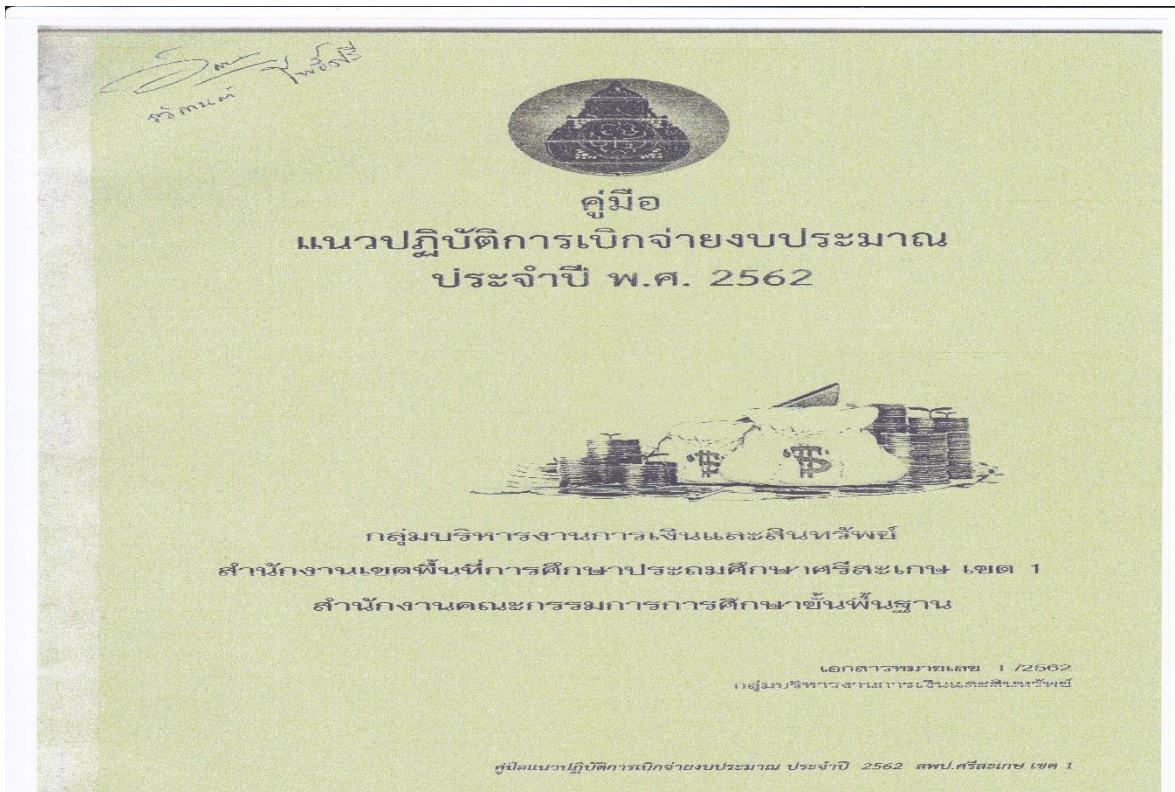 คู่มือ
แนวปฏิบัติการเบิกจ่ายงบประมาณ
ประจำปี พ.ศ. 2562
กลุ่มบริหารงานการเงินและสินทรัพย์
สำนักงานเขตพื้นที่การศึกษาประถมศึกษาศรีสะเกษ เขต 1
สำนักงานคณะกรรมการการศึกษาขั้นพื้นฐาน
เอกสารหมายเลข 1 /2562
กลุ่มบริหารงานการเงินและสินทรัพย์
คู่มือแนวปฏิบัติการเบิกจ่ายงบประมาณ ประจำปี 2562 สพป.ศรีสะเกษ เขต 1